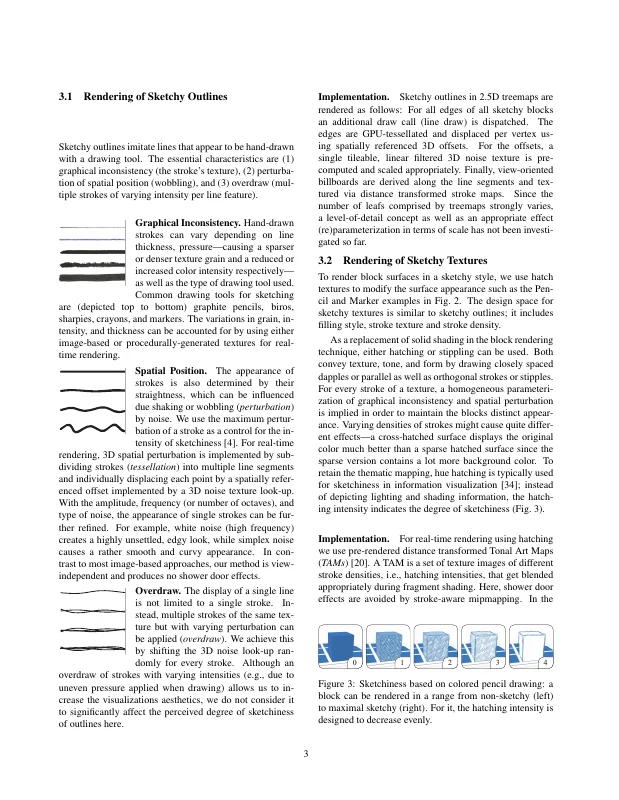 3.1 Rendering of Sketchy Outlines
Sketchy outlines imitate lines that appear to be hand-drawn
with a drawing tool. The essential characteristics are (1)
graphical inconsistency (the stroke's texture), (2) perturba-
tion of spatial position (wobbling), and (3) overdraw (mul-
tiple strokes of varying intensity per line feature).
Graphical Inconsistency. Hand-drawn
strokes can vary depending on line
thickness, pressure—causing a sparser
or denser texture grain and a reduced or
increased color intensity respectively—
as well as the type of drawing tool used.
Common drawing tools for sketching
are (depicted top to bottom) graphite pencils, biros,
sharpies, crayons, and markers. The variations in grain, in-
tensity, and thickness can be accounted for by using either
image-based or procedurally-generated textures for real-
time rendering.
Spatial Position. The appearance of
strokes is also determined by their
straightness, which can be influenced
due shaking or wobbling (perturbation)
by noise. We use the maximum pertur-
bation of a stroke as a control for the in-
tensity of sketchiness [4]. For real-time
rendering, 3D spatial perturbation is implemented by sub-
dividing strokes (tessellation) into multiple line segments
and individually displacing each point by a spatially refer-
enced offset implemented by a 3D noise texture look-up.
With the amplitude, frequency (or number of octaves), and
type of noise, the appearance of single strokes can be fur-
ther refined. For example, white noise (high frequency)
creates a highly unsettled, edgy look, while simplex noise
causes a rather smooth and curvy appearance. In con-
trast to most image-based approaches, our method is view-
independent and produces no shower door effects.
Overdraw. The display of a single line
is not limited to a single stroke. In-
stead, multiple strokes of the same tex-
ture but with varying perturbation can
be applied (overdraw). We achieve this
by shifting the 3D noise look-up ran-
domly for every stroke. Although an
overdraw of strokes with varying intensities (e.g., due to
uneven pressure applied when drawing) allows us to in-
crease the visualizations aesthetics, we do not consider it
to significantly affect the perceived degree of sketchiness
of outlines here.
Implementation. Sketchy outlines in 2.5D treemaps are
rendered as follows: For all edges of all sketchy blocks
an additional draw call (line draw) is dispatched. The
edges are GPU-tessellated and displaced per vertex us-
ing spatially referenced 3D offsets. For the offsets, a
single tileable, linear filtered 3D noise texture is pre-
computed and scaled appropriately. Finally, view-oriented
billboards are derived along the line segments and tex-
tured via distance transformed stroke maps. Since the
number of leafs comprised by treemaps strongly varies,
a level-of-detail concept as well as an appropriate effect
(re)parameterization in terms of scale has not been investi-
gated so far.
3.2 Rendering of Sketchy Textures
To render block surfaces in a sketchy style, we use hatch
textures to modify the surface appearance such as the Pen-
cil and Marker examples in Fig. 2. The design space for
sketchy textures is similar to sketchy outlines; it includes
filling style, stroke texture and stroke density.
As a replacement of solid shading in the block rendering
technique, either hatching or stippling can be used. Both
convey texture, tone, and form by drawing closely spaced
dapples or parallel as well as orthogonal strokes or stipples.
For every stroke of a texture, a homogeneous parameteri-
zation of graphical inconsistency and spatial perturbation
is implied in order to maintain the blocks distinct appear-
ance. Varying densities of strokes might cause quite differ-
ent effects—a cross-hatched surface displays the original
color much better than a sparse hatched surface since the
sparse version contains a lot more background color. To
retain the thematic mapping, hue hatching is typically used
for sketchiness in information visualization [34]; instead
of depicting lighting and shading information, the hatch-
ing intensity indicates the degree of sketchiness (Fig. 3).
Implementation. For real-time rendering using hatching
we use pre-rendered distance transformed Tonal Art Maps
(TAMs) [20]. A TAM is a set of texture images of different
stroke densities, i.e., hatching intensities, that get blended
appropriately during fragment shading. Here, shower door
effects are avoided by stroke-aware mipmapping. In the
0 1 2 3 4
Figure 3: Sketchiness based on colored pencil drawing: a
block can be rendered in a range from non-sketchy (left)
to maximal sketchy (right). For it, the hatching intensity is
designed to decrease evenly.
3